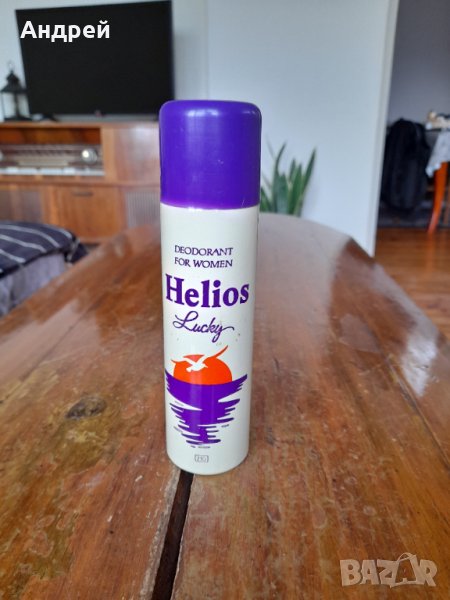 Андрей
DEODORANT
FOR WOMEN
Helios
Lucky
BAZAR